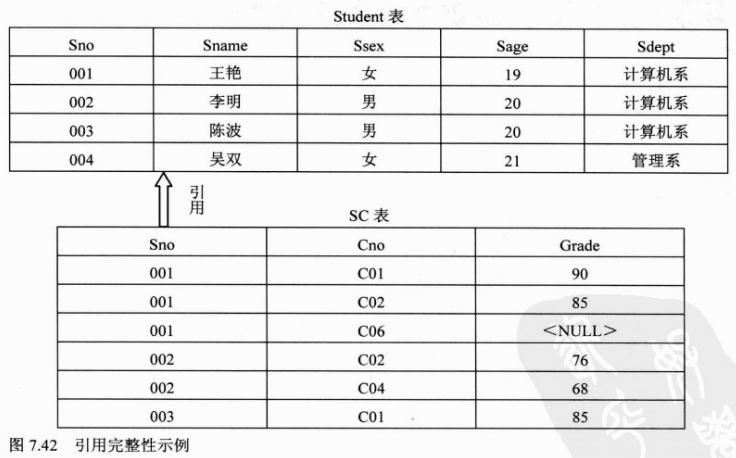 Student 表
Sno Sname Ssex Sage Sdept
001 王艳 女 19 计算机系
002 李明 男 20 计算机系
003 陈波 男 20 计算机系
004 吴双 女 21 管理系
引用
SC 表
Sno Cno Grade
001 C01 90
001 C02 85
001 C06 <NULL>
002 C02 76
002 C04 68
003 C01 85
图 7.42 引用完整性示例